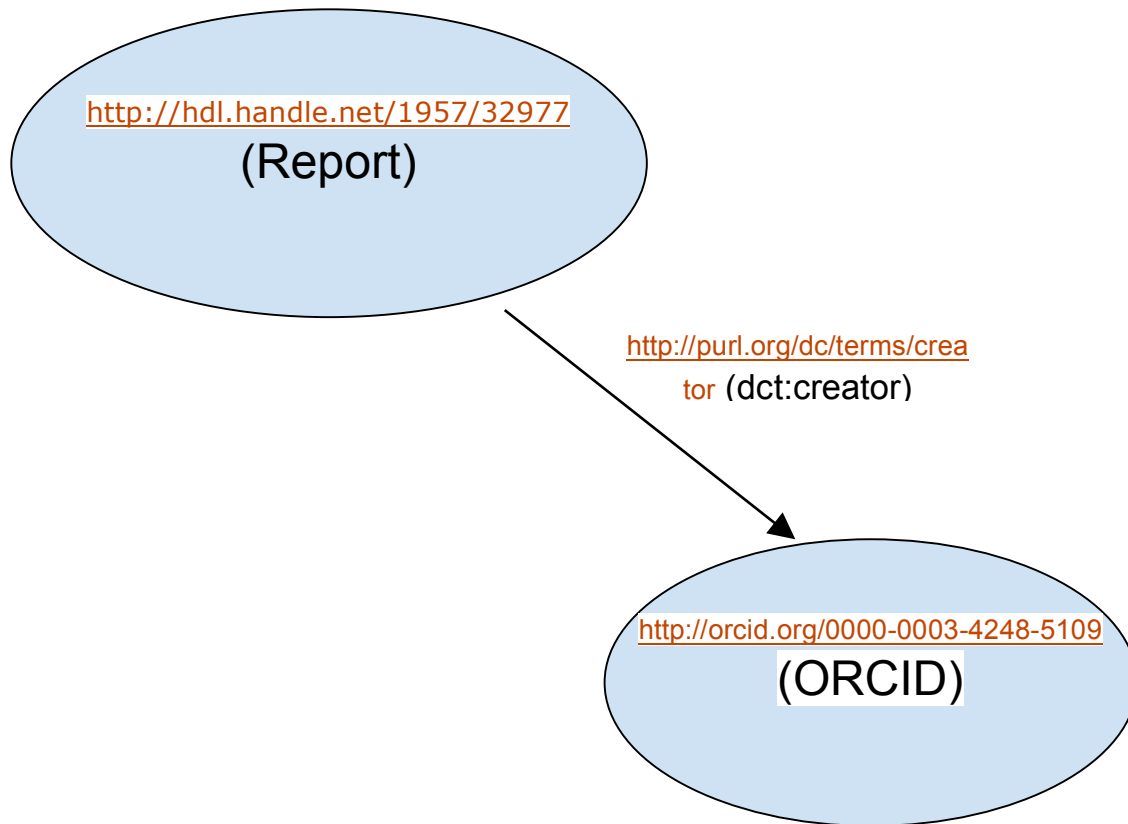 http://hdl.handle.net/1957/32977
(Report)
http://purl.org/dc/terms/crea
tor (dct:creator)
http://orcid.org/0000-0003-4248-5109
(ORCID)